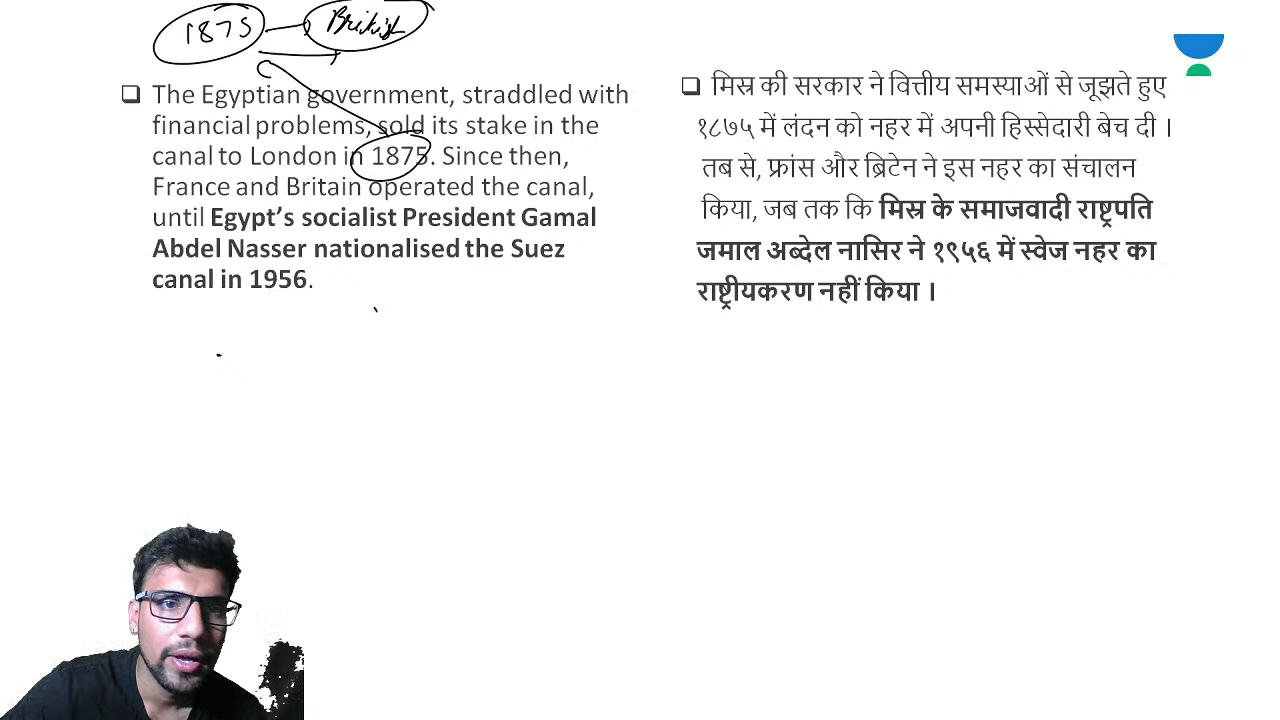 1875 British
The Egyptian government, straddled with
financial problems, sold its stake in the
canal to London in 1875. Since then,
France and Britain operated the canal,
until Egypt’s socialist President Gamal
Abdel Nasser nationalised the Suez
canal in 1956.
मिस्र की सरकार ने वित्तीय समस्याओं से जूझते हुए
१८७५ में लंदन को नहर में अपनी हिस्सेदारी बेच दी ।
तब से, फ्रांस और ब्रिटेन ने इस नहर का संचालन
किया, जब तक कि मिस्र के समाजवादी राष्ट्रपति
जमाल अब्देल नासिर ने १९५६ में स्वेज नहर का
राष्ट्रीयकरण नहीं किया ।